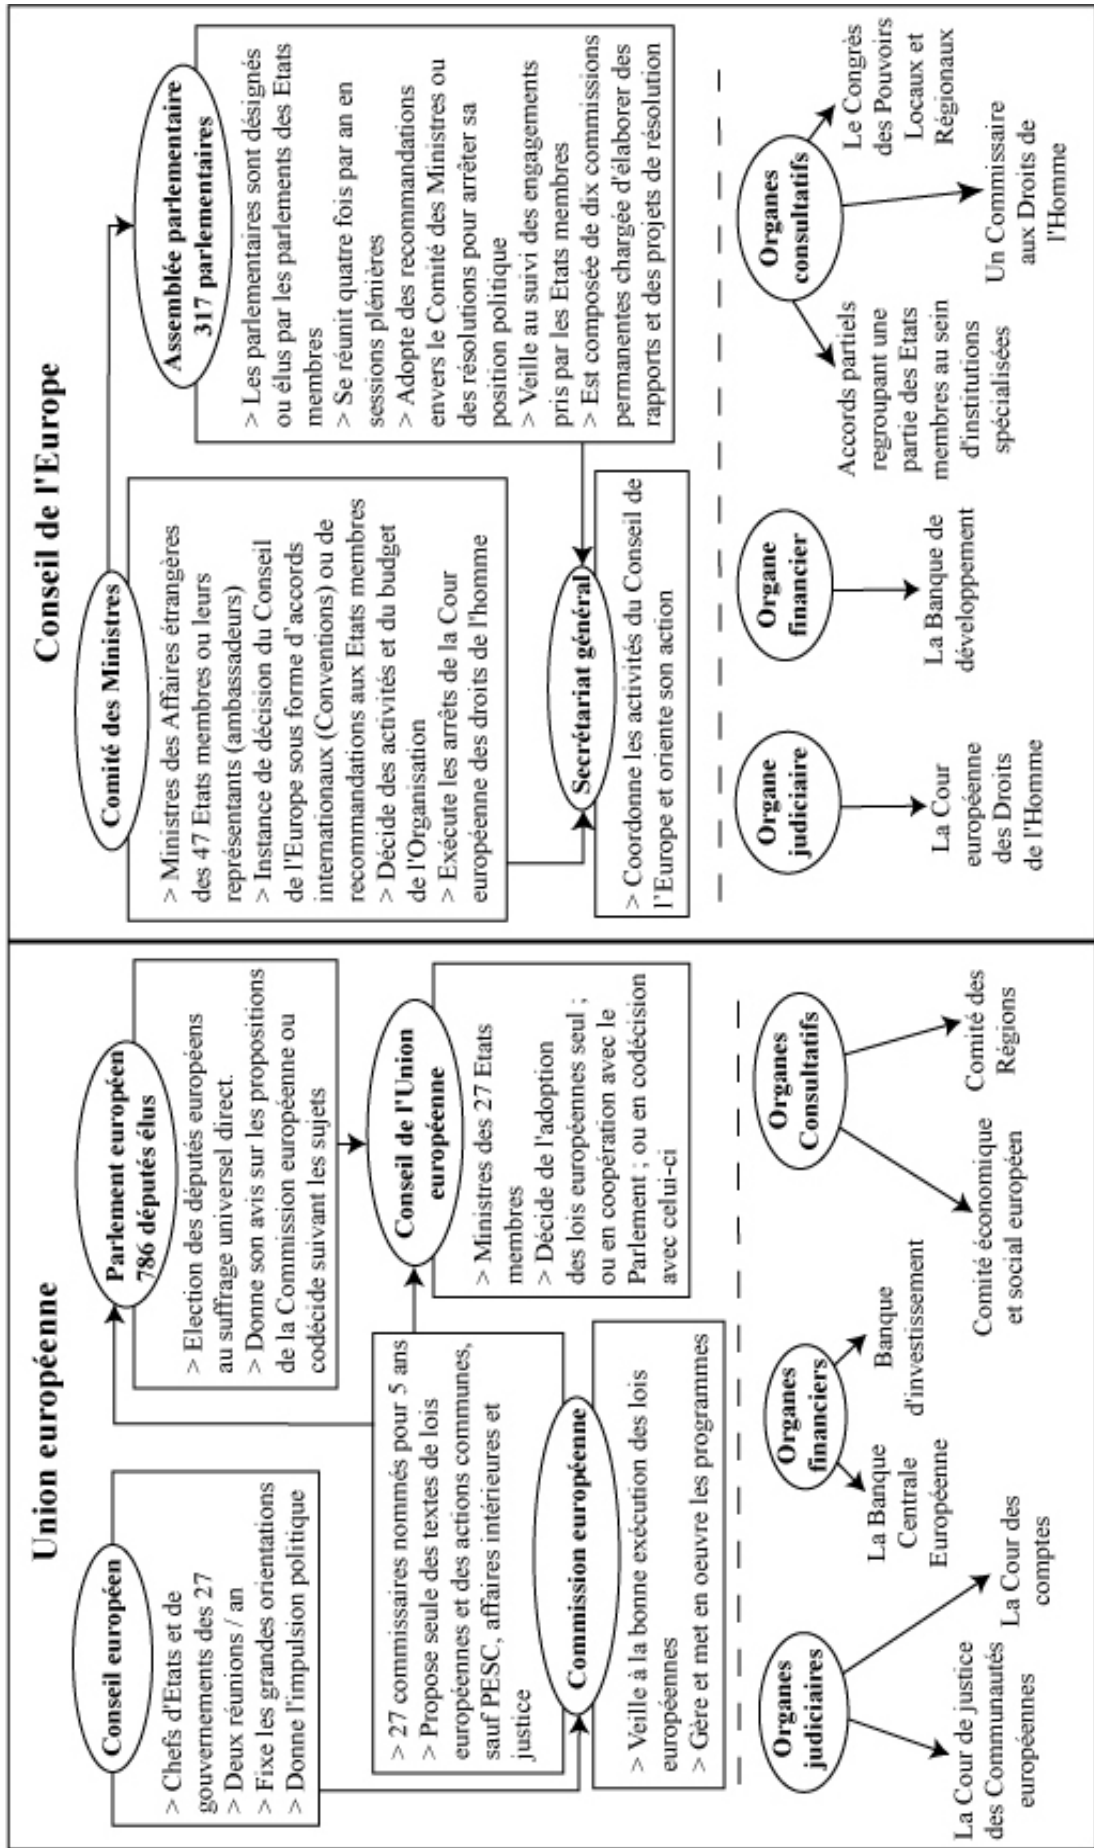 Union européenne
Conseil européen
> Chefs d'Etats et de
gouvernements des 27
> Deux réunions / an
> Fixe les grandes orientations
> Donne l'impulsion politique
Parlement européen
786 députés élus
> Election des députés européens
au suffrage universel direct.
> Donne son avis sur les propositions
de la Commission européenne ou
codécide suivant les sujets
> 27 commissaires nommés pour 5 ans
> Propose seule des textes de lois
européennes et des actions communes,
sauf PESC, affaires intérieures et
justice
Commission européenne
> Veille à la bonne exécution des lois
européennes
> Gère et met en oeuvre les programmes
Conseil de l'Union
européenne
> Ministres des 27 Etats
membres
> Décide de l'adoption
des lois européennes seul ;
ou en coopération avec le
Parlement ; ou en codécision
avec celui-ci
Organes
judiciaires
La Cour de justice
des Communautés
européennes
La Cour des
comptes
Organes
financiers
La Banque
Centrale
Européenne
Banque
d'investissement
Organes
Consultatifs
Comité économique
et social européen
Comité des
Régions
Conseil de l'Europe
Comité des Ministres
> Ministres des Affaires étrangères
des 47 Etats membres ou leurs
représentants (ambassadeurs)
> Instance de décision du Conseil
de l'Europe sous forme d'accords
internationaux (Conventions) ou de
recommandations aux Etats membres
> Décide des activités et du budget
de l'Organisation
> Exécute les arrêts de la Cour
européenne des droits de l'homme
Assemblée parlementaire
317 parlementaires
> Les parlementaires sont désignés
ou élus par les parlements des Etats
membres
> Se réunit quatre fois par an en
sessions plénières
> Adopte des recommandations
envers le Comité des Ministres ou
des résolutions pour arrêter sa
position politique
> Veille au suivi des engagements
pris par les Etats membres
> Est composée de dix commissions
permanentes chargée d'élaborer des
rapports et des projets de résolution
Secrétariat général
> Coordonne les activités du Conseil de
l'Europe et oriente son action
Organe
judiciaire
La Cour
européenne
des Droits
de l'Homme
Organe
financier
La Banque de
développement
Organes
consultatifs
Accords partiels
regroupant une
partie des Etats
membres au sein
d'institutions
spécialisées
Un Commissaire
aux Droits de
l'Homme
Le Congrès
des Pouvoirs
Locaux et
Régionaux